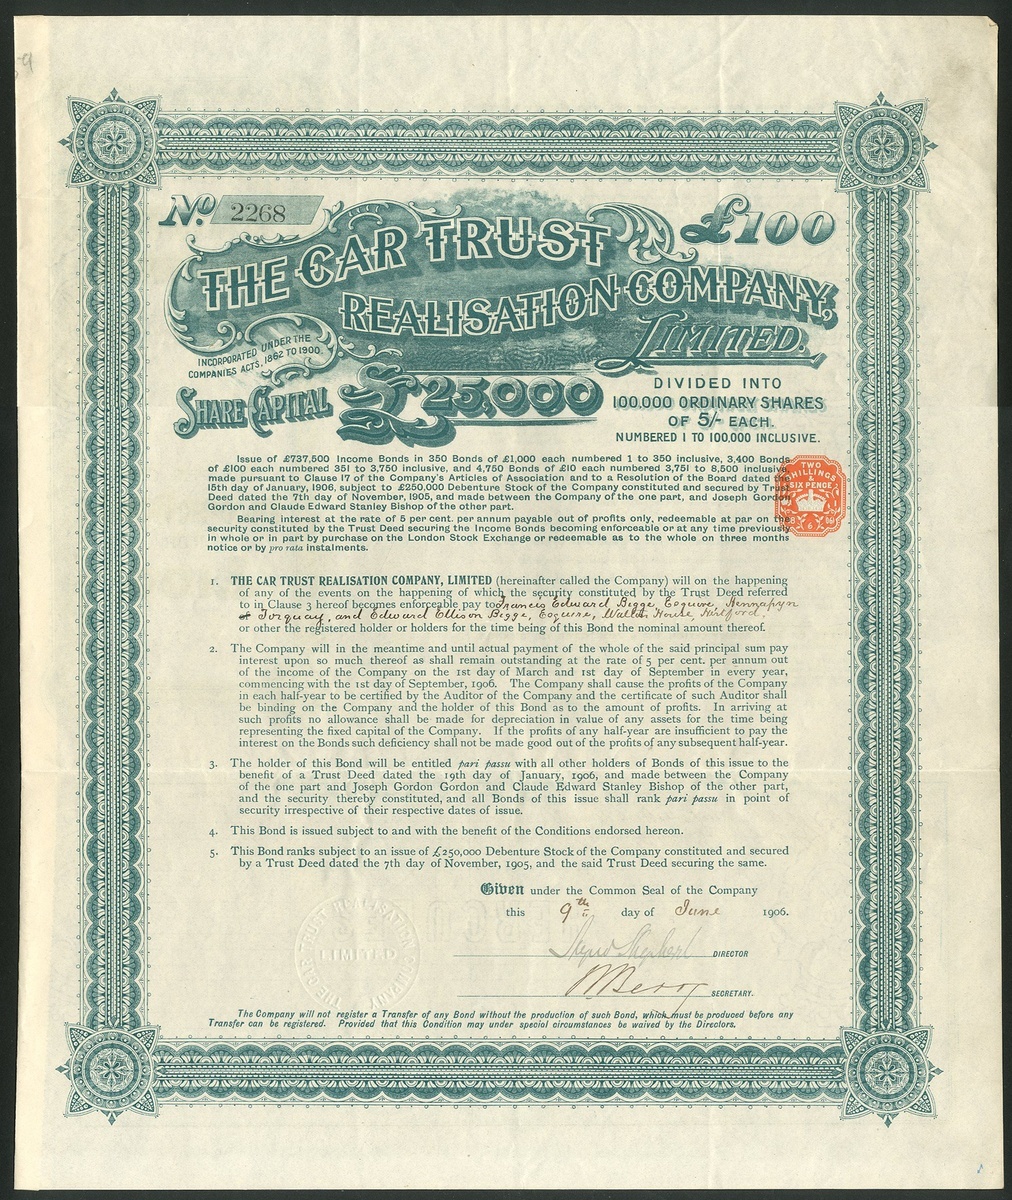 No. 2268
£100
THE CAR TRUST
REALISATION COMPANY,
LIMITED.
INCORPORATED UNDER THE
COMPANIES ACTS, 1862 TO 1900.
SHARE CAPITAL £25,000
DIVIDED INTO
100,000 ORDINARY SHARES
OF 5/- EACH.
NUMBERED 1 TO 100,000 INCLUSIVE.
Issue of £737,500 Income Bonds in 350 Bonds of £1,000 each numbered 1 to 350 inclusive, 3,400 Bonds
of £100 each numbered 351 to 3,750 inclusive, and 4,750 Bonds of £10 each numbered 3,751 to 8,500 inclusive,
made pursuant to Clause 17 of the Company's Articles of Association and to a Resolution of the Board dated the
15th day of January, 1906, subject to £250,000 Debenture Stock of the Company constituted and secured by Trust
Deed dated the 7th day of November, 1905, and made between the Company of the one part, and Joseph Gordon
Gordon and Claude Edward Stanley Bishop of the other part.
TWO
SHILLINGS
&
SIX PENCE
Bearing interest at the rate of 5 per cent. per annum payable out of profits only, redeemable at par on the
security constituted by the Trust Deed securing the Income Bonds becoming enforceable or at any time previously
in whole or in part by purchase on the London Stock Exchange or redeemable as to the whole on three months
notice or by pro rata instalments.
1. THE CAR TRUST REALISATION COMPANY, LIMITED (hereinafter called the Company) will on the happening
of any of the events on the happening of which the security constituted by the Trust Deed referred
to in Clause 3 hereof becomes enforceable pay to Francis Edward Bigge, Esquire, Hennapyn
Torquay, and Edward Ellison Bigge, Esquire, House, Hertford.
or other the registered holder or holders for the time being of this Bond the nominal amount thereof.
2. The Company will in the meantime and until actual payment of the whole of the said principal sum pay
interest upon so much thereof as shall remain outstanding at the rate of 5 per cent. per annum out
of the income of the Company on the 1st day of March and 1st day of September in every year,
commencing with the 1st day of September, 1906. The Company shall cause the profits of the Company
in each half-year to be certified by the Auditor of the Company and the certificate of such Auditor shall
be binding on the Company and the holder of this Bond as to the amount of profits. In arriving at
such profits no allowance shall be made for depreciation in value of any assets for the time being
representing the fixed capital of the Company. If the profits of any half-year are insufficient to pay the
interest on the Bonds such deficiency shall not be made good out of the profits of any subsequent half-year.
3. The holder of this Bond will be entitled pari passu with all other holders of Bonds of this issue to the
benefit of a Trust Deed dated the 19th day of January, 1906, and made between the Company
of the one part and Joseph Gordon Gordon and Claude Edward Stanley Bishop of the other part,
and the security thereby constituted, and all Bonds of this issue shall rank pari passu in point of
security irrespective of their respective dates of issue.
4. This Bond is issued subject to and with the benefit of the Conditions endorsed hereon.
5. This Bond ranks subject to an issue of £250,000 Debenture Stock of the Company constituted and secured
by a Trust Deed dated the 7th day of November, 1905, and the said Trust Deed securing the same.
Given under the Common Seal of the Company
this 9th day of June 1906.
DIRECTOR
SECRETARY.
THE CAR TRUST REALISATION COMPANY
LIMITED
The Company will not register a Transfer of any Bond without the production of such Bond, which must be produced before any
Transfer can be registered. Provided that this Condition may under special circumstances be waived by the Directors.